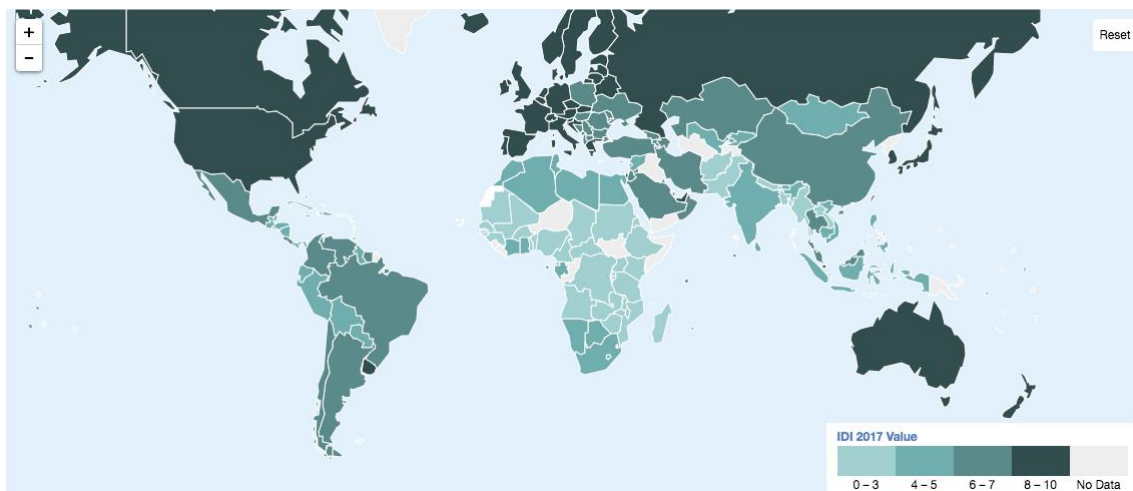 +
−
Reset
IDI 2017 Value
0 – 3 4 – 5 6 – 7 8 – 10 No Data